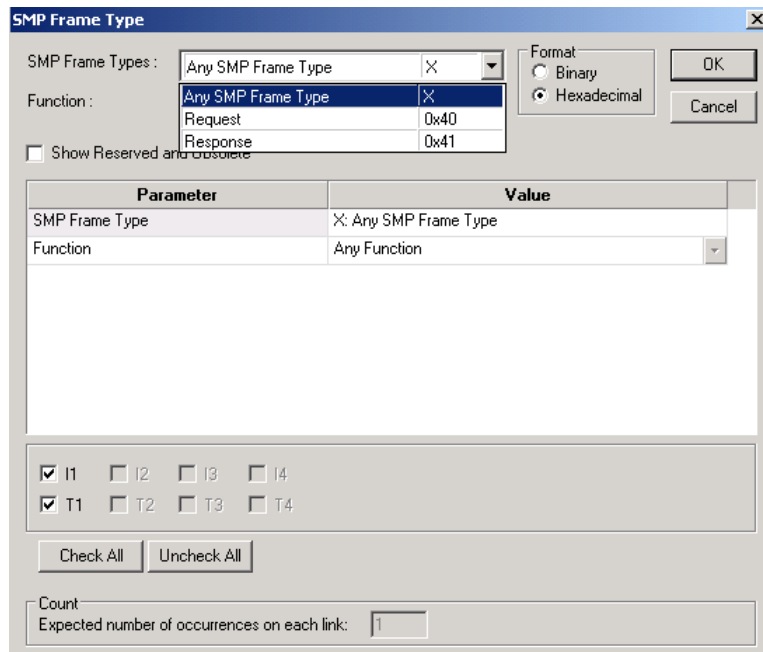 SMP Frame Type
SMP Frame Types :
Any SMP Frame Type X
Any SMP Frame Type X
Request 0x40
Response 0x41
Function :
Format
Binary
Hexadecimal
OK
Cancel
Show Reserved and Obsolete
Parameter Value
SMP Frame Type X: Any SMP Frame Type
Function Any Function
I1 I2 I3 I4
T1 T2 T3 T4
Check All Uncheck All
Count
Expected number of occurrences on each link: 1